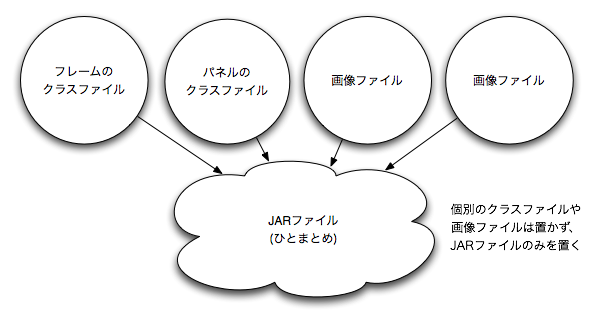 フレームの
クラスファイル
パネルの
クラスファイル
画像ファイル
画像ファイル
JARファイル
(ひとまとめ)
個別のクラスファイルや
画像ファイルは置かず、
JARファイルのみを置く